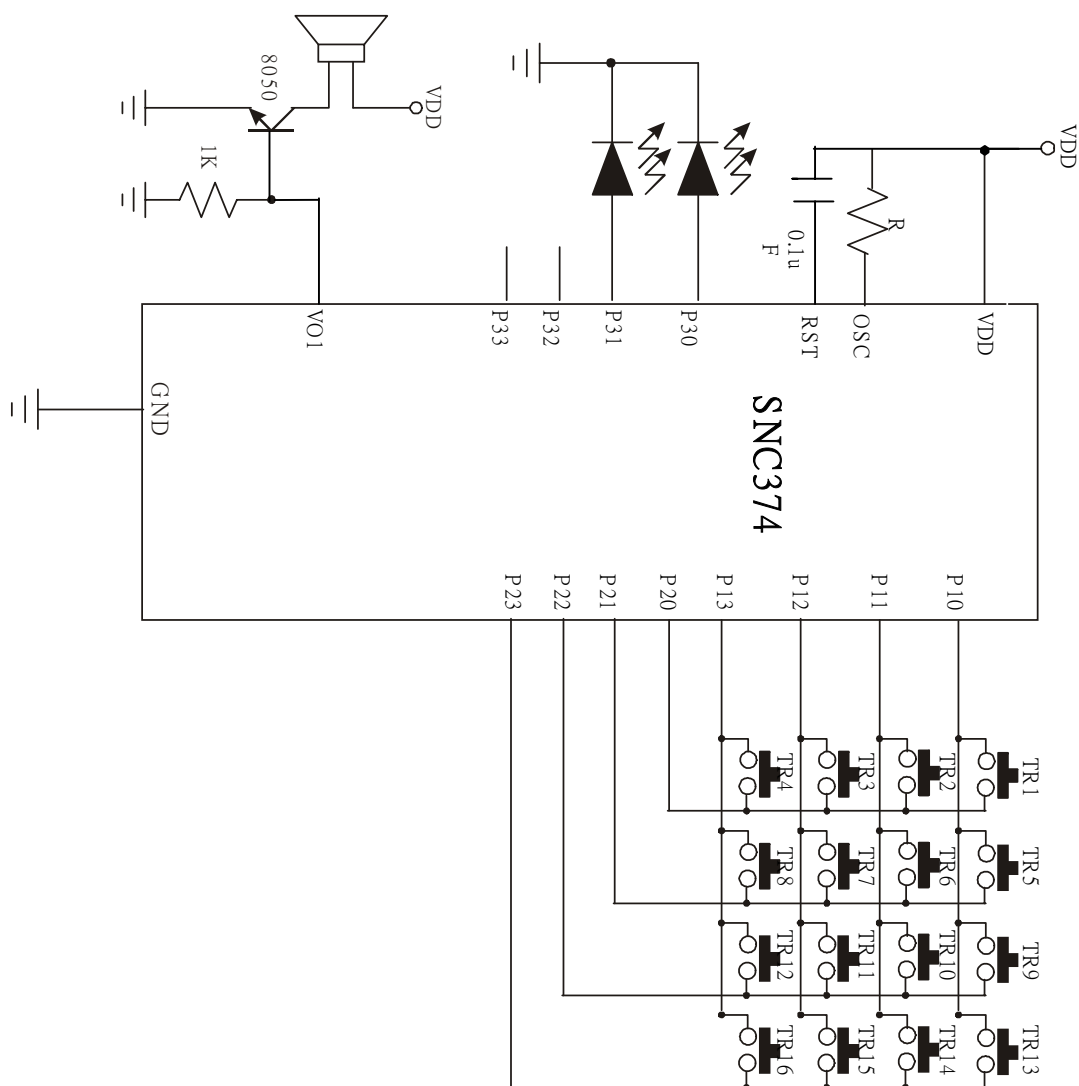 VDD
VDD
8050
1K
R
0.1u
F
VDD
OSC
RST
P30
P31
P32
P33
VO1
GND
SNC374
P10
P11
P12
P13
P20
P21
P22
P23
TR1
TR2
TR3
TR4
TR5
TR6
TR7
TR8
TR9
TR10
TR11
TR12
TR13
TR14
TR15
TR16